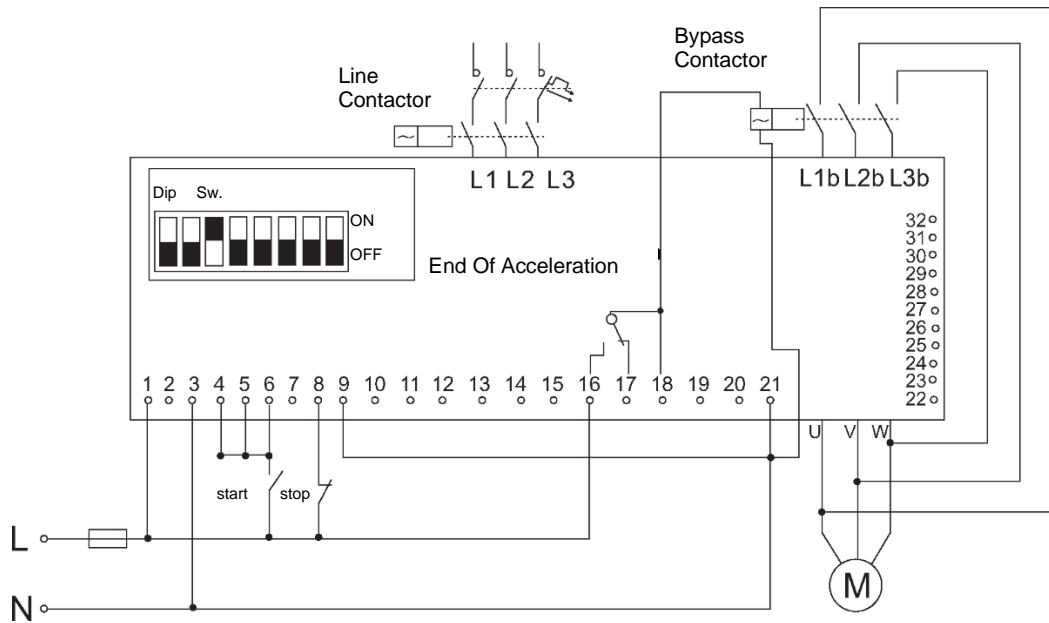 Line
Contactor
Bypass
Contactor
L1 L2 L3
L1b L2b L3b
Dip Sw.
ON
OFF
End Of Acceleration
32
31
30
29
28
27
26
25
24
23
22
1 2 3 4 5 6 7 8 9 10 11 12 13 14 15 16 17 18 19 20 21
U V W
start stop
L
N
M